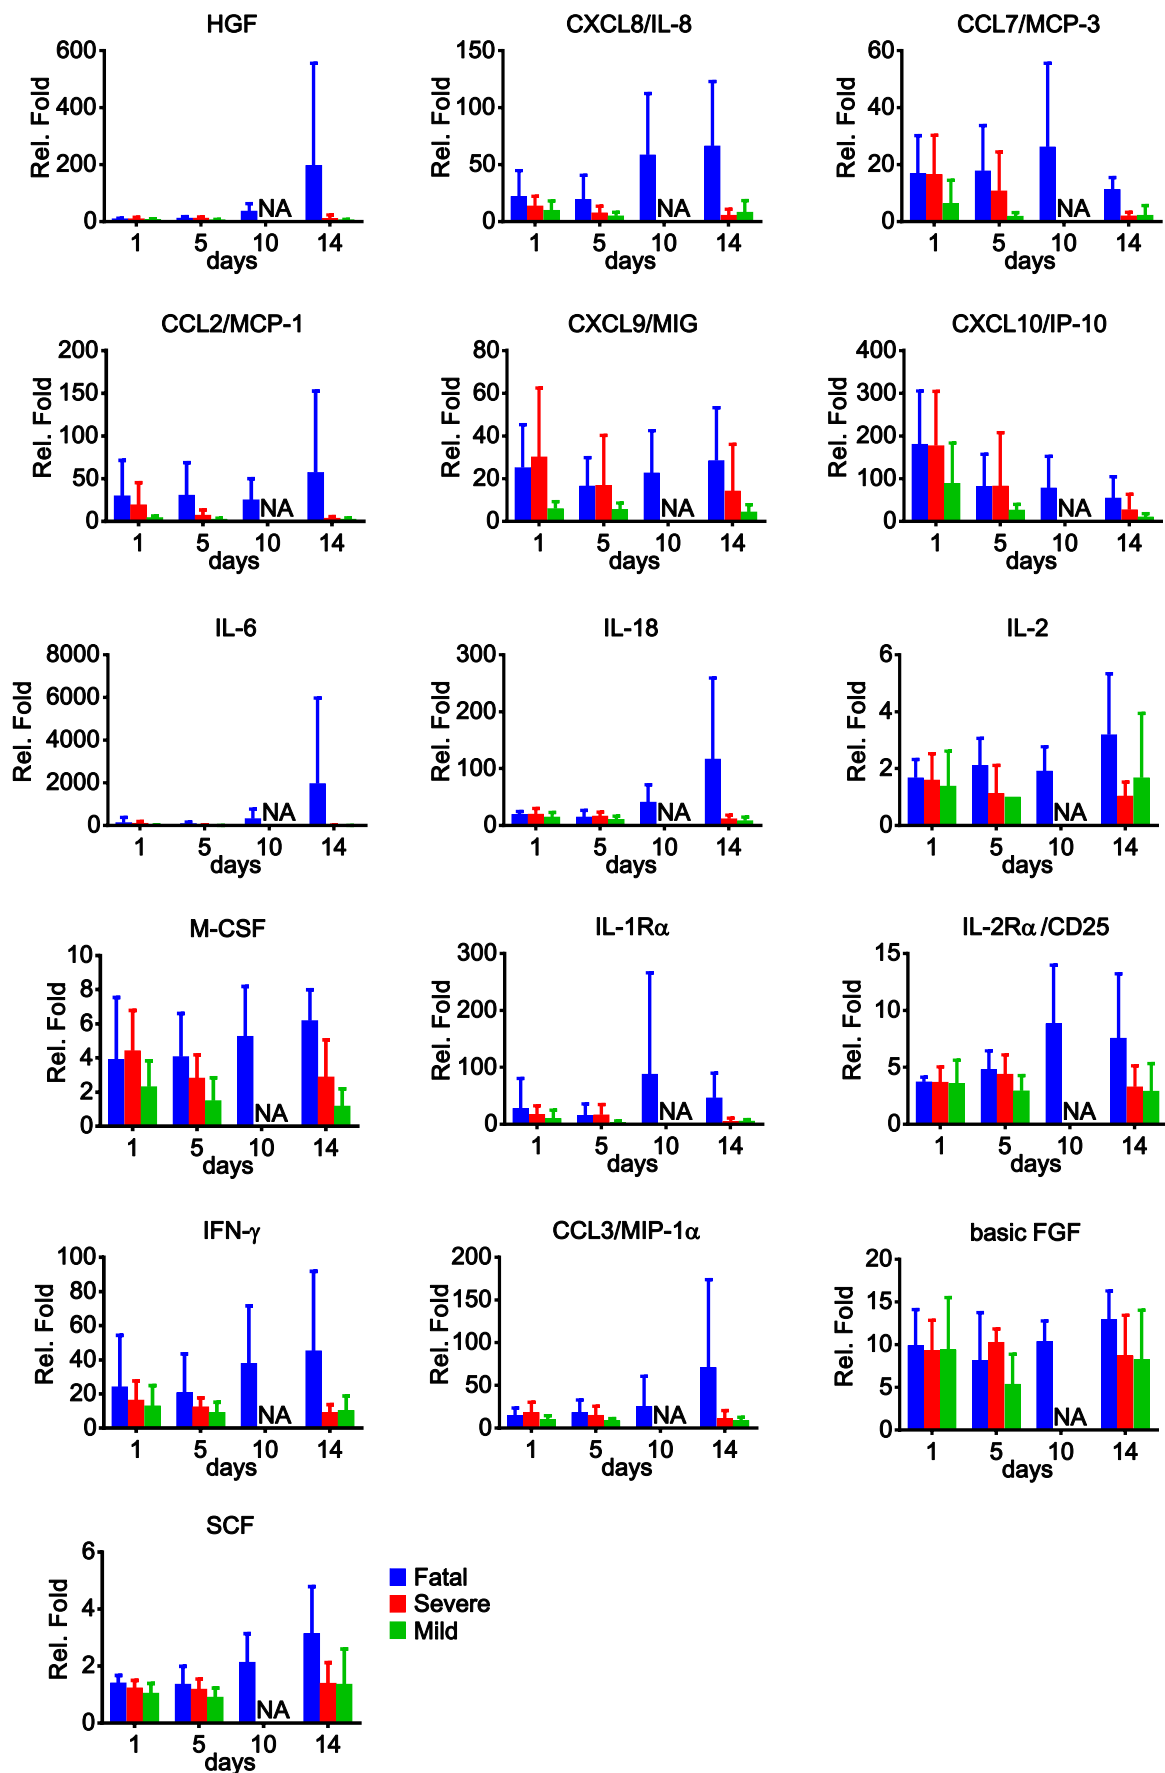 HGF
Rel. Fold
600
400
200
0
NA
1 5 10 14
days
CXCL8/IL-8
Rel. Fold
150
100
50
0
NA
1 5 10 14
days
CCL7/MCP-3
Rel. Fold
60
40
20
0
NA
1 5 10 14
days
CCL2/MCP-1
Rel. Fold
200
150
100
50
0
NA
1 5 10 14
days
CXCL9/MIG
Rel. Fold
80
60
40
20
0
NA
1 5 10 14
days
CXCL10/IP-10
Rel. Fold
400
300
200
100
0
NA
1 5 10 14
days
IL-6
Rel. Fold
8000
6000
4000
2000
0
NA
1 5 10 14
days
IL-18
Rel. Fold
300
200
100
0
NA
1 5 10 14
days
IL-2
Rel. Fold
6
4
2
0
NA
1 5 10 14
days
M-CSF
Rel. Fold
10
8
6
4
2
0
NA
1 5 10 14
days
IL-1Rα
Rel. Fold
300
200
100
0
NA
1 5 10 14
days
IL-2Rα/CD25
Rel. Fold
15
10
5
0
NA
1 5 10 14
days
IFN-γ
Rel. Fold
100
80
60
40
20
0
NA
1 5 10 14
days
CCL3/MIP-1α
Rel. Fold
200
150
100
50
0
NA
1 5 10 14
days
basic FGF
Rel. Fold
20
15
10
5
0
NA
1 5 10 14
days
SCF
Rel. Fold
6
4
2
0
NA
1 5 10 14
days
Fatal
Severe
Mild